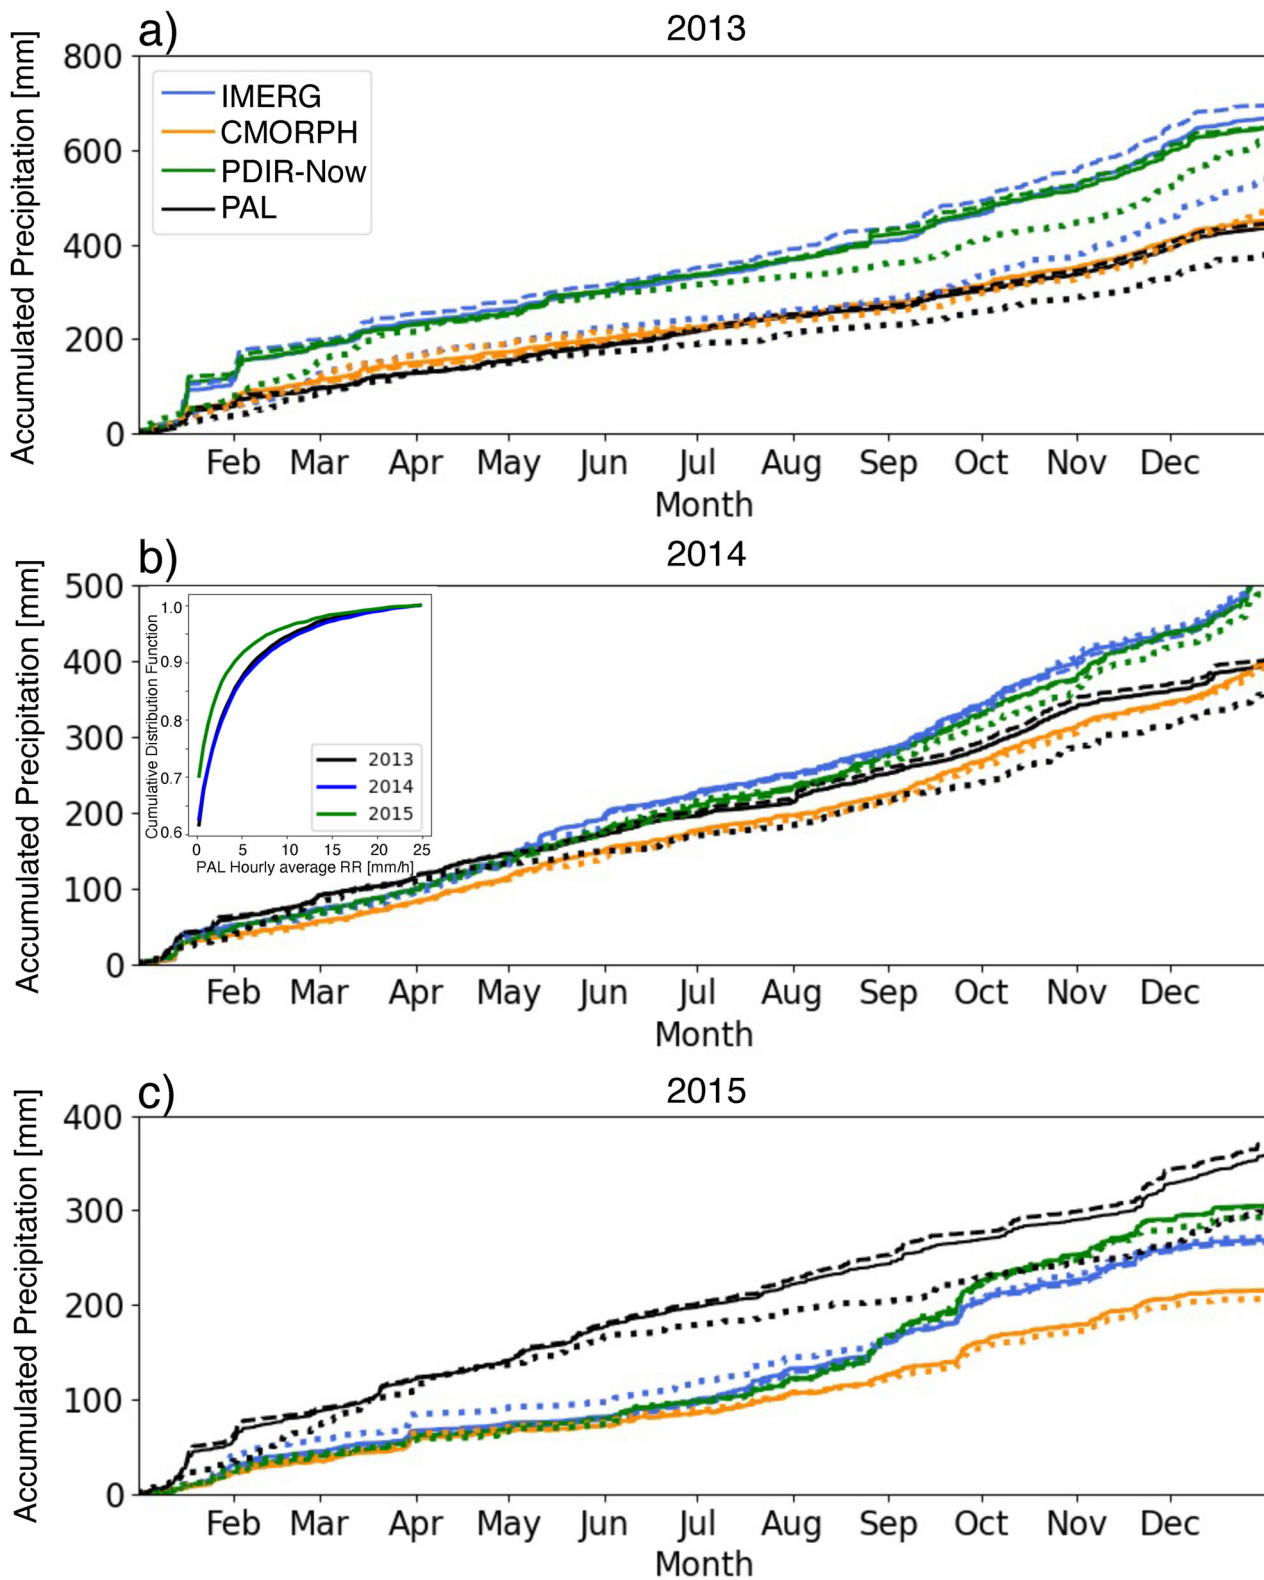 a)
2013
Accumulated Precipitation [mm]
800
600
400
200
0
IMERG
CMORPH
PDIR-Now
PAL
Feb Mar Apr May Jun Jul Aug Sep Oct Nov Dec
Month
b)
2014
Accumulated Precipitation [mm]
500
400
300
200
100
0
Cumulative Distribution Function
1.0
0.9
0.8
0.7
0.6
2013
2014
2015
0 5 10 15 20 25
PAL Hourly average RR [mm/h]
Feb Mar Apr May Jun Jul Aug Sep Oct Nov Dec
Month
c)
2015
Accumulated Precipitation [mm]
400
300
200
100
0
Feb Mar Apr May Jun Jul Aug Sep Oct Nov Dec
Month